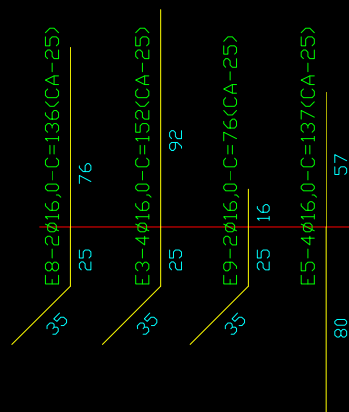 E8-2ø16,0-C=136(CA-25)
76
25
35
E3-4ø16,0-C=152(CA-25)
92
25
35
E9-2ø16,0-C=76(CA-25)
16
25
35
E5-4ø16,0-C=137(CA-25)
57
80